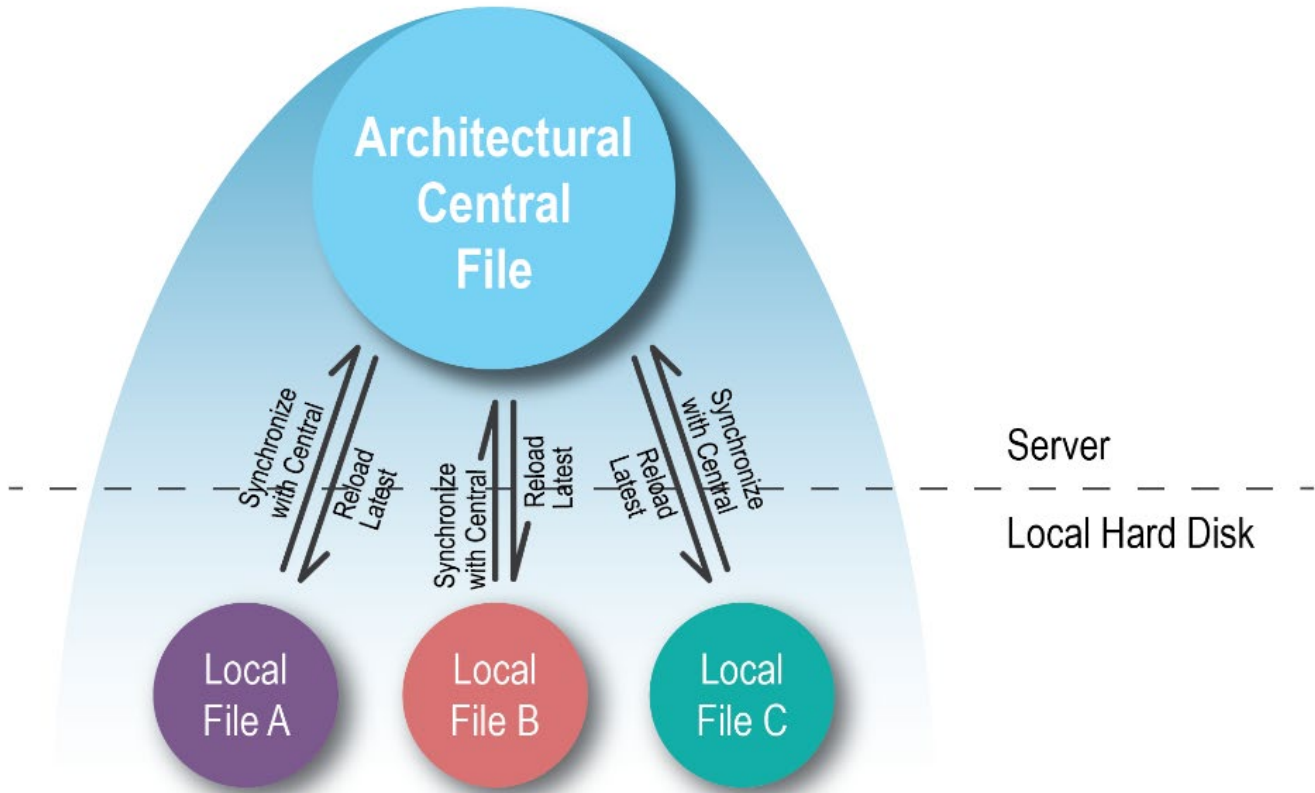 Architectural
Central
File
Synchronize
with Central
Reload
Latest
Synchronize
with Central
Reload
Latest
Reload
Latest
Synchronize
with Central
Server
Local Hard Disk
Local
File A
Local
File B
Local
File C